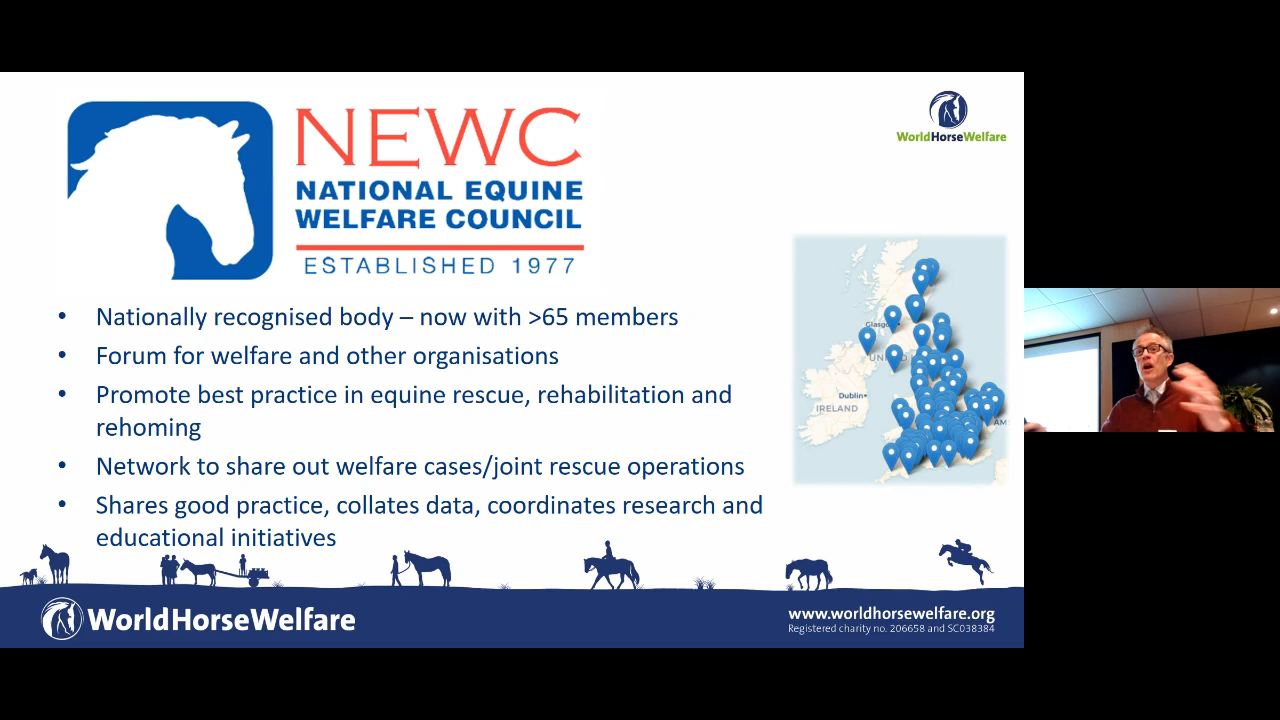 NEWC
NATIONAL EQUINE
WELFARE COUNCIL
ESTABLISHED 1977
WorldHorseWelfare
• Nationally recognised body – now with >65 members
• Forum for welfare and other organisations
• Promote best practice in equine rescue, rehabilitation and
rehoming
• Network to share out welfare cases/joint rescue operations
• Shares good practice, collates data, coordinates research and
educational initiatives
Glasg
UNI
Dublin
IRELAND
AM
WorldHorseWelfare
www.worldhorsewelfare.org
Registered charity no. 206658 and SC038384